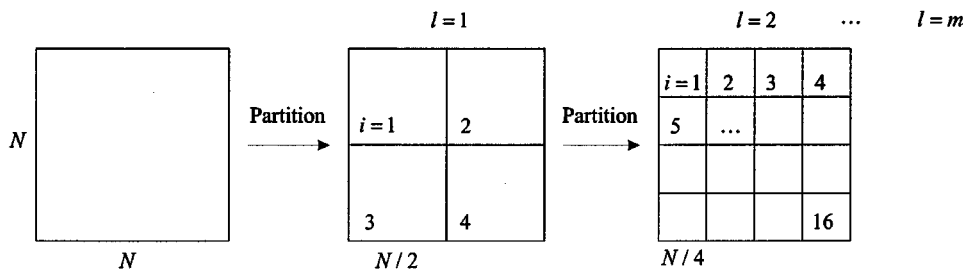 l = 1
l = 2 ... l = m
N
Partition
i = 1 2
3 4
Partition
i = 1 2 3 4
5 ...
16
N
N / 2
N / 4